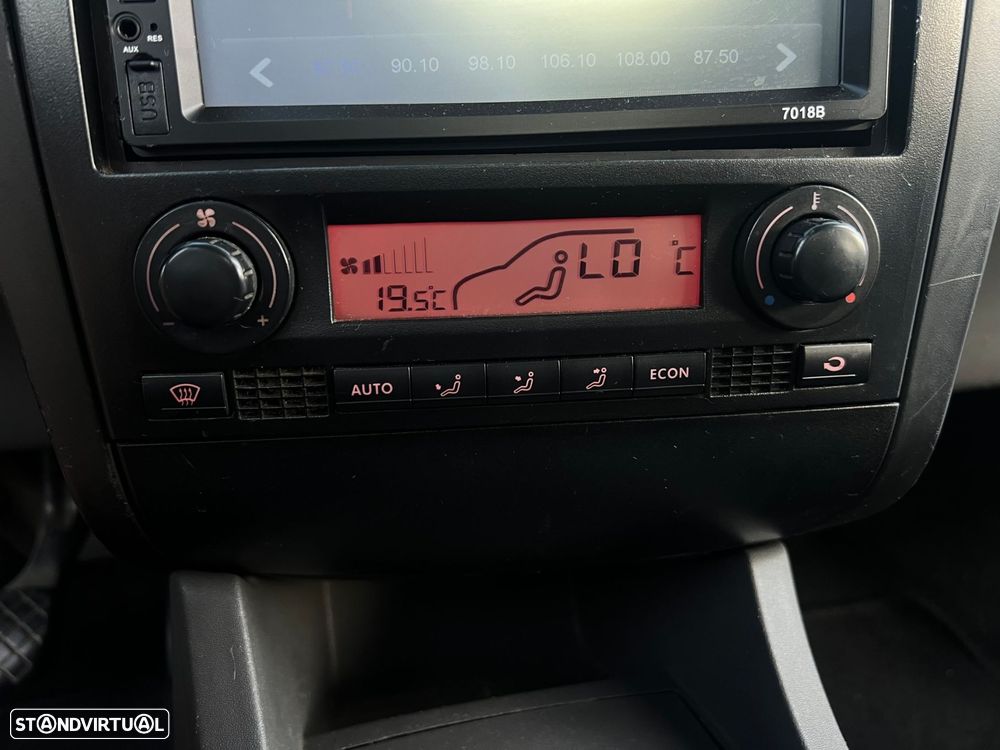 AUX
RES
USB
90.10 98.10 106.10 108.00 87.50
7018B
LO °C
19.5°C
- +
AUTO
ECON
STANDVIRTUAL